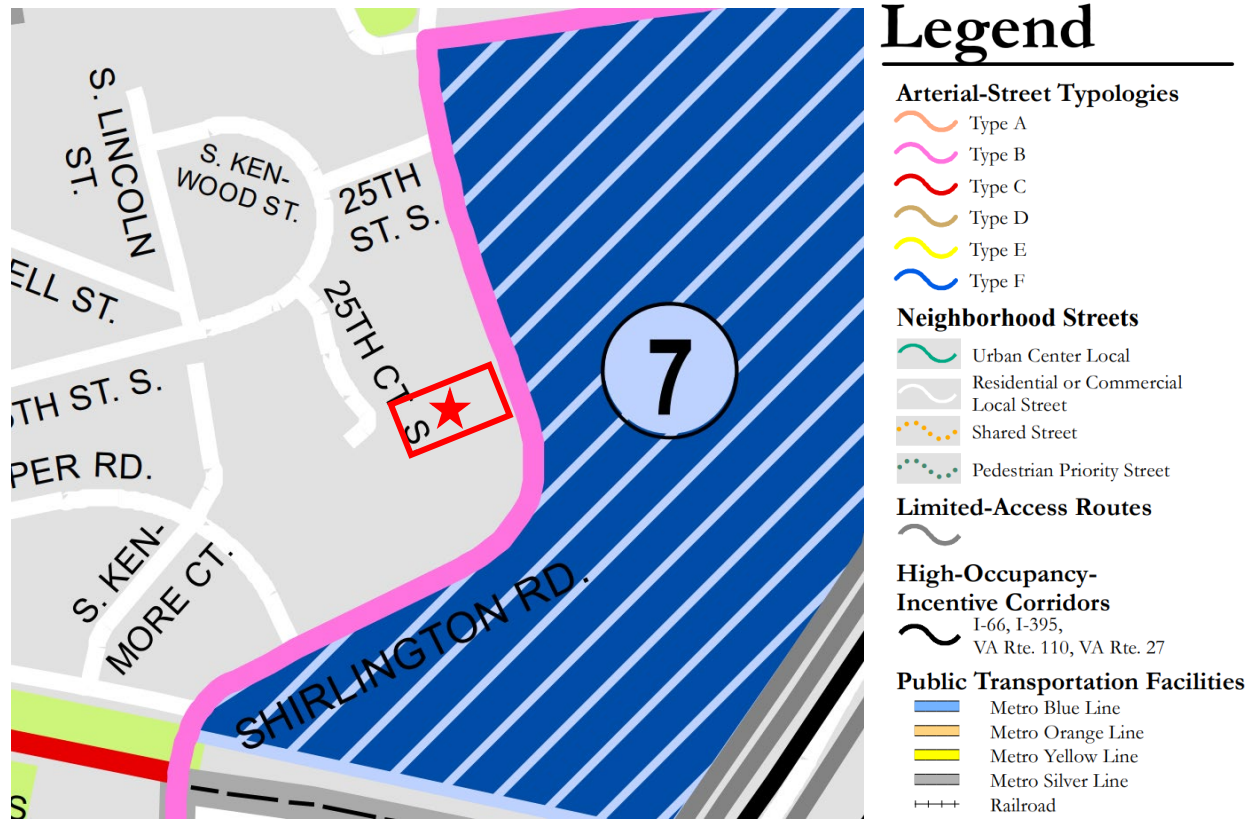 S. LINCOLN
ST.
S. KEN-
WOOD ST.
25TH
ST. S.
ELL ST.
25TH CT. S
TH ST. S.
PER RD.
S. KEN-
MORE CT.
SHIRLINGTON RD.
7
S
Legend
Arterial-Street Typologies
Type A
Type B
Type C
Type D
Type E
Type F
Neighborhood Streets
Urban Center Local
Residential or Commercial
Local Street
Shared Street
Pedestrian Priority Street
Limited-Access Routes
High-Occupancy-
Incentive Corridors
I-66, I-395,
VA Rte. 110, VA Rte. 27
Public Transportation Facilities
Metro Blue Line
Metro Orange Line
Metro Yellow Line
Metro Silver Line
Railroad